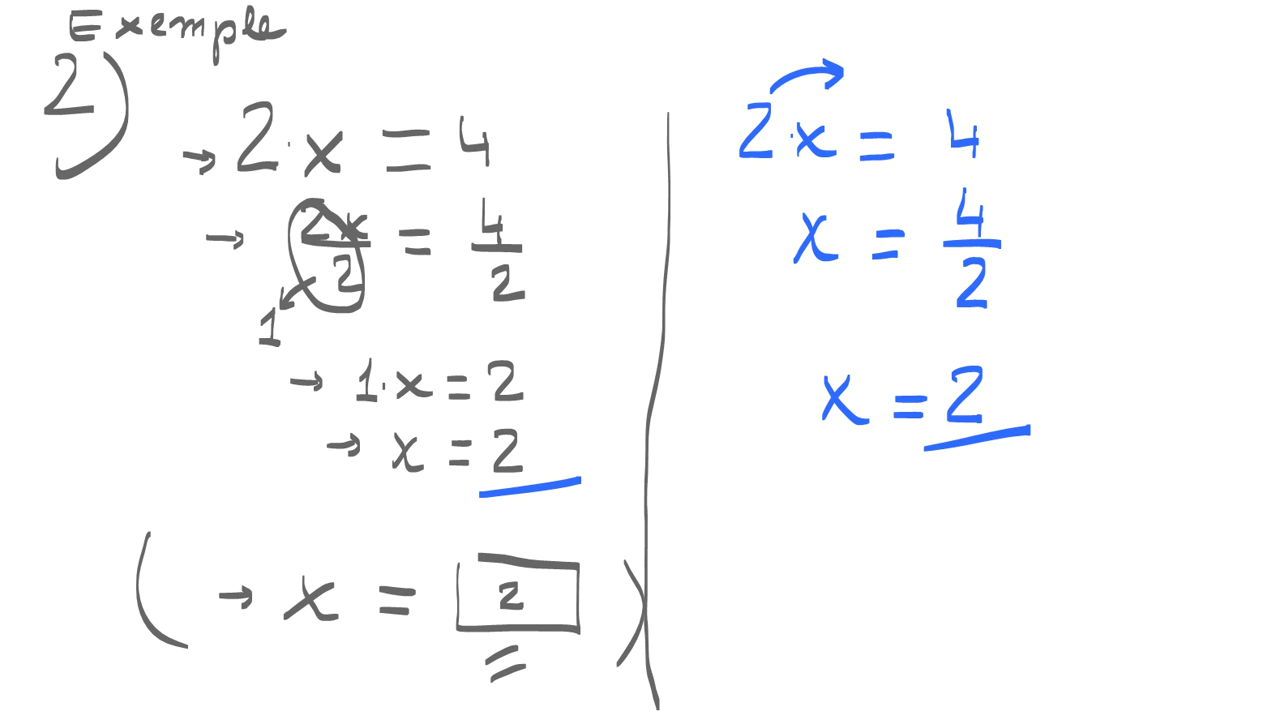 Exemple
2)
→ 2·x = 4
→ 2x/2 = 4/2
1
→ 1·x = 2
→ x = 2
( → x = 2 )
2·x = 4
x = 4/2
x = 2